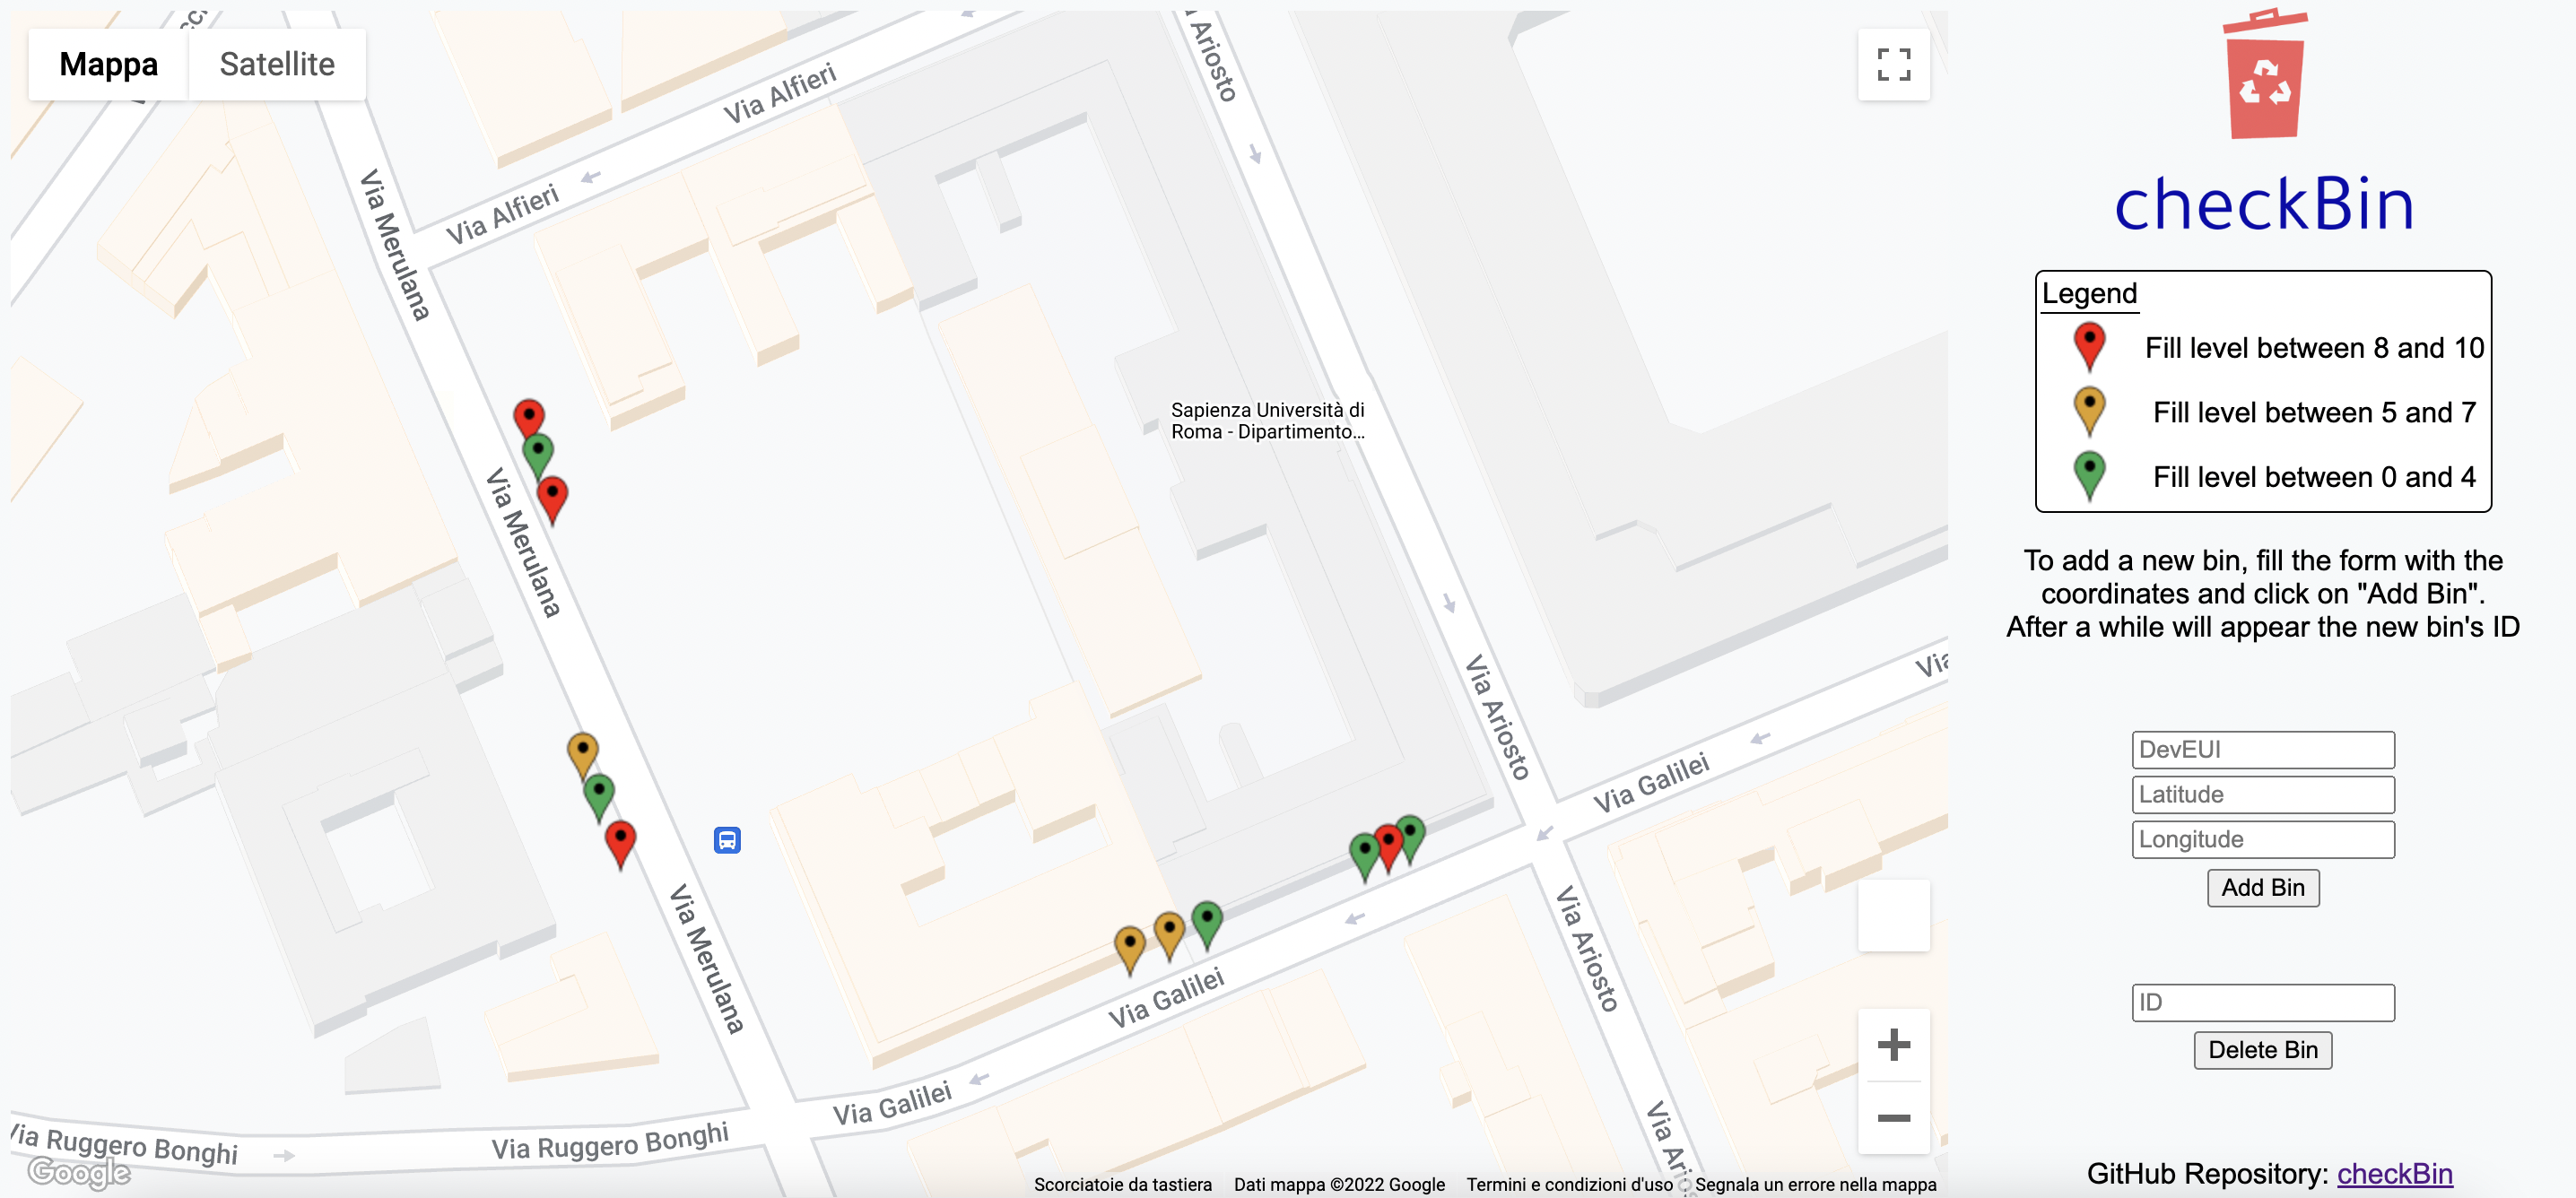 Mappa
Satellite
Ariosto
Via Alfieri
Via Merulana
Via Alfieri
Sapienza Università di
Roma - Dipartimento...
Via Merulana
Via
Via Ariosto
Via Galilei
Via Merulana
Via Ariosto
Via Galilei
Via Galilei
Via Ruggero Bonghi
Via Ruggero Bonghi
Via Ario
Google
Scorciatoie da tastiera
Dati mappa ©2022 Google
Termini e condizioni d'uso
Segnala un errore nella mappa
checkBin
Legend
Fill level between 8 and 10
Fill level between 5 and 7
Fill level between 0 and 4
To add a new bin, fill the form with the
coordinates and click on "Add Bin".
After a while will appear the new bin's ID
DevEUI
Latitude
Longitude
Add Bin
ID
Delete Bin
GitHub Repository: checkBin